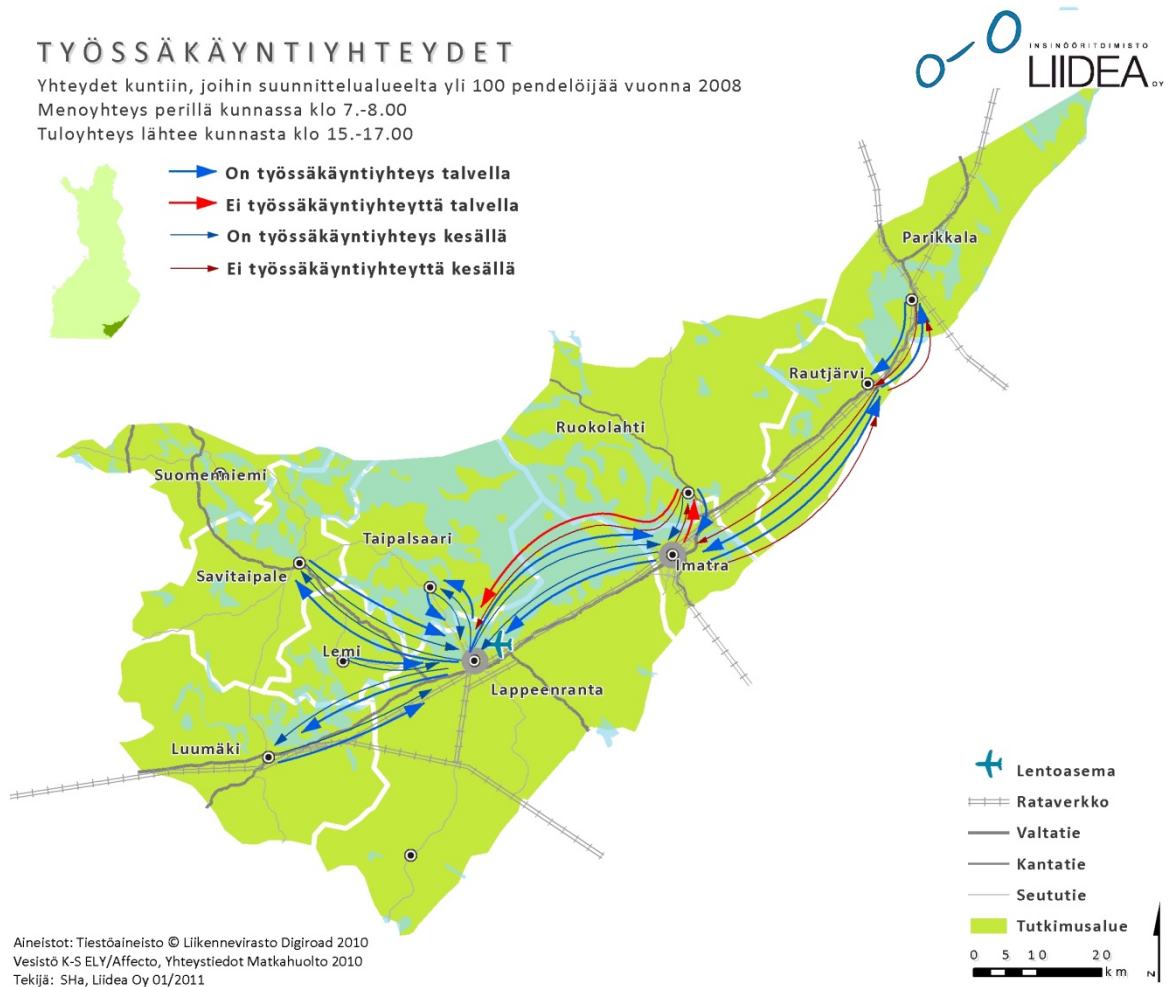 TYÖSSÄKÄYNTIYHTEYDET
Yhteydet kuntiin, joihin suunnittelualueelta yli 100 pendelöijää vuonna 2008
Menoyhteys perillä kunnassa klo 7.-8.00
Tuloyhteys lähtee kunnasta klo 15.-17.00
INSINÖÖRITOIMISTO
LIIDEA OY
On työssäkäyntiyhteys talvella
Ei työssäkäyntiyhteyttä talvella
On työssäkäyntiyhteys kesällä
Ei työssäkäyntiyhteyttä kesällä
Parikkala
Rautjärvi
Ruokolahti
Suomenniemi
Taipalsaari
Imatra
Savitaipale
Lemi
Lappeenranta
Luumäki
Lentoasema
Rataverkko
Valtatie
Kantatie
Seututie
Tutkimusalue
0 5 10 20
km
N
Aineistot: Tiestöaineisto © Liikennevirasto Digiroad 2010
Vesistö K-S ELY/Affecto, Yhteystiedot Matkahuolto 2010
Tekijä: SHa, Liidea Oy 01/2011